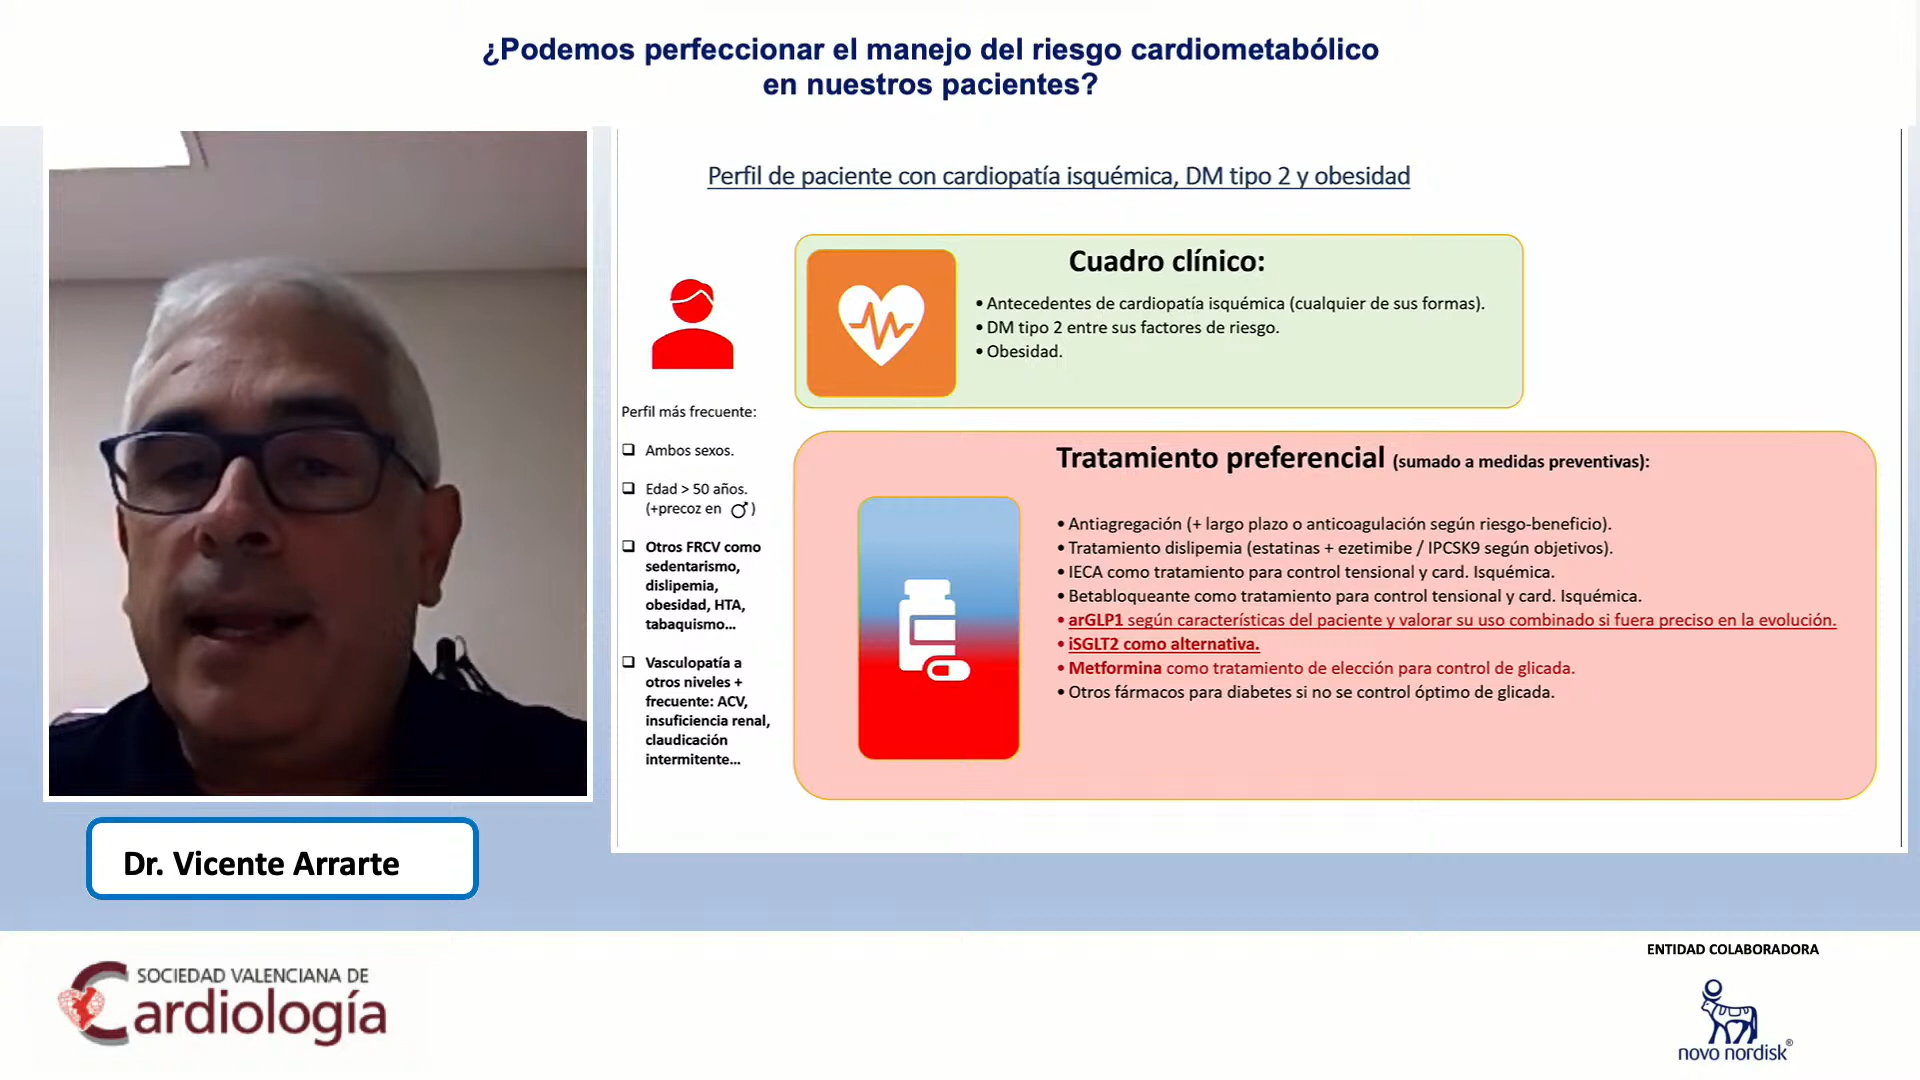 ¿Podemos perfeccionar el manejo del riesgo cardiometabólico
en nuestros pacientes?
Perfil de paciente con cardiopatía isquémica, DM tipo 2 y obesidad
Cuadro clínico:
• Antecedentes de cardiopatía isquémica (cualquier de sus formas).
• DM tipo 2 entre sus factores de riesgo.
• Obesidad.
Perfil más frecuente:
❑ Ambos sexos.
❑ Edad > 50 años.
(+precoz en ♂)
❑ Otros FRCV como
sedentarismo,
dislipemia,
obesidad, HTA,
tabaquismo…
❑ Vasculopatía a
otros niveles +
frecuente: ACV,
insuficiencia renal,
claudicación
intermitente…
Tratamiento preferencial (sumado a medidas preventivas):
• Antiagregación (+ largo plazo o anticoagulación según riesgo-beneficio).
• Tratamiento dislipemia (estatinas + ezetimibe / IPCSK9 según objetivos).
• IECA como tratamiento para control tensional y card. Isquémica.
• Betabloqueante como tratamiento para control tensional y card. Isquémica.
• arGLP1 según características del paciente y valorar su uso combinado si fuera preciso en la evolución.
• iSGLT2 como alternativa.
• Metformina como tratamiento de elección para control de glicada.
• Otros fármacos para diabetes si no se control óptimo de glicada.
Dr. Vicente Arrarte
SOCIEDAD VALENCIANA DE
Cardiología
ENTIDAD COLABORADORA
novo nordisk®